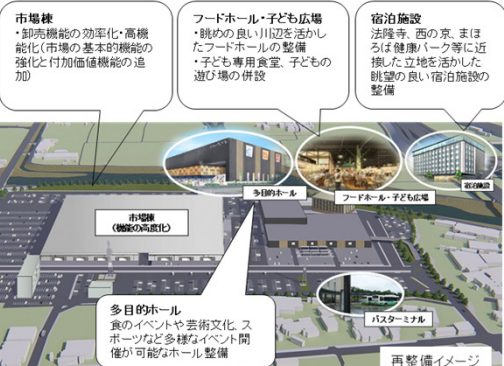 市場棟
・卸売機能の効率化・高機
能化（市場の基本的機能の
強化と付加価値機能の追
加）
フードホール・子ども広場
・眺めの良い川辺を活かし
たフードホールの整備
・子ども専用食堂、子どもの
遊び場の併設
宿泊施設
法隆寺、西の京、まほ
ろば健康パーク等に近
接した立地を活かした
眺望の良い宿泊施設の
整備
多目的ホール
フードホール・子ども広場
宿泊施設
市場棟
（機能の高度化）
バスターミナル
多目的ホール
食のイベントや芸術文化、ス
ポーツなど多様なイベント開
催が可能なホール整備
再整備イメージ